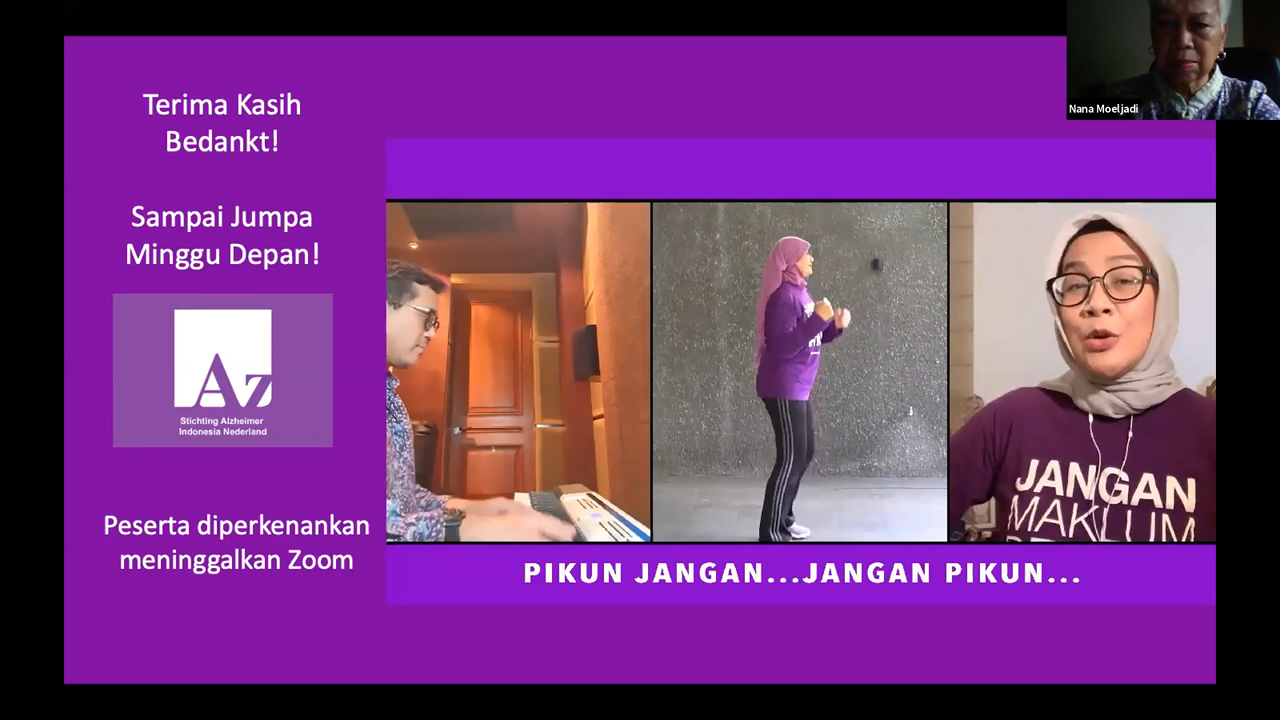 Terima Kasih
Bedankt!
Sampai Jumpa
Minggu Depan!
Az
Stichting Alzheimer
Indonesia Nederland
Peserta diperkenankan
meninggalkan Zoom
Nana Moeljadi
JANGAN
MAKLUM
PIKUN JANGAN...JANGAN PIKUN...